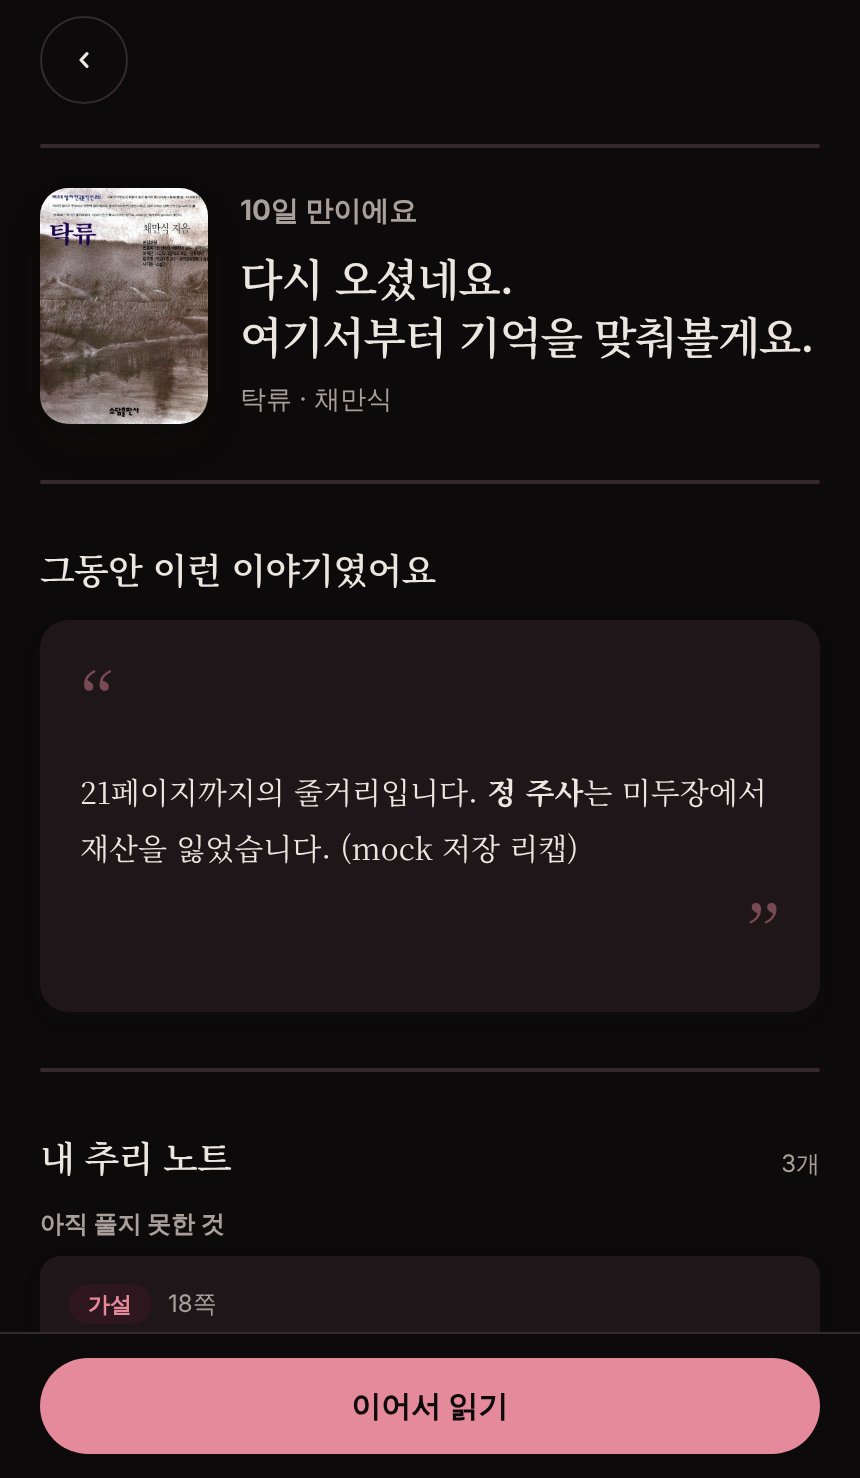 탁류
채만식 지음
소담출판사
10일 만이에요
다시 오셨네요.
여기서부터 기억을 맞춰볼게요.
탁류 · 채만식
그동안 이런 이야기였어요
“
21페이지까지의 줄거리입니다. 정 주사는 미두장에서
재산을 잃었습니다. (mock 저장 리캡)
”
내 추리 노트
3개
아직 풀지 못한 것
가설
18쪽
이어서 읽기